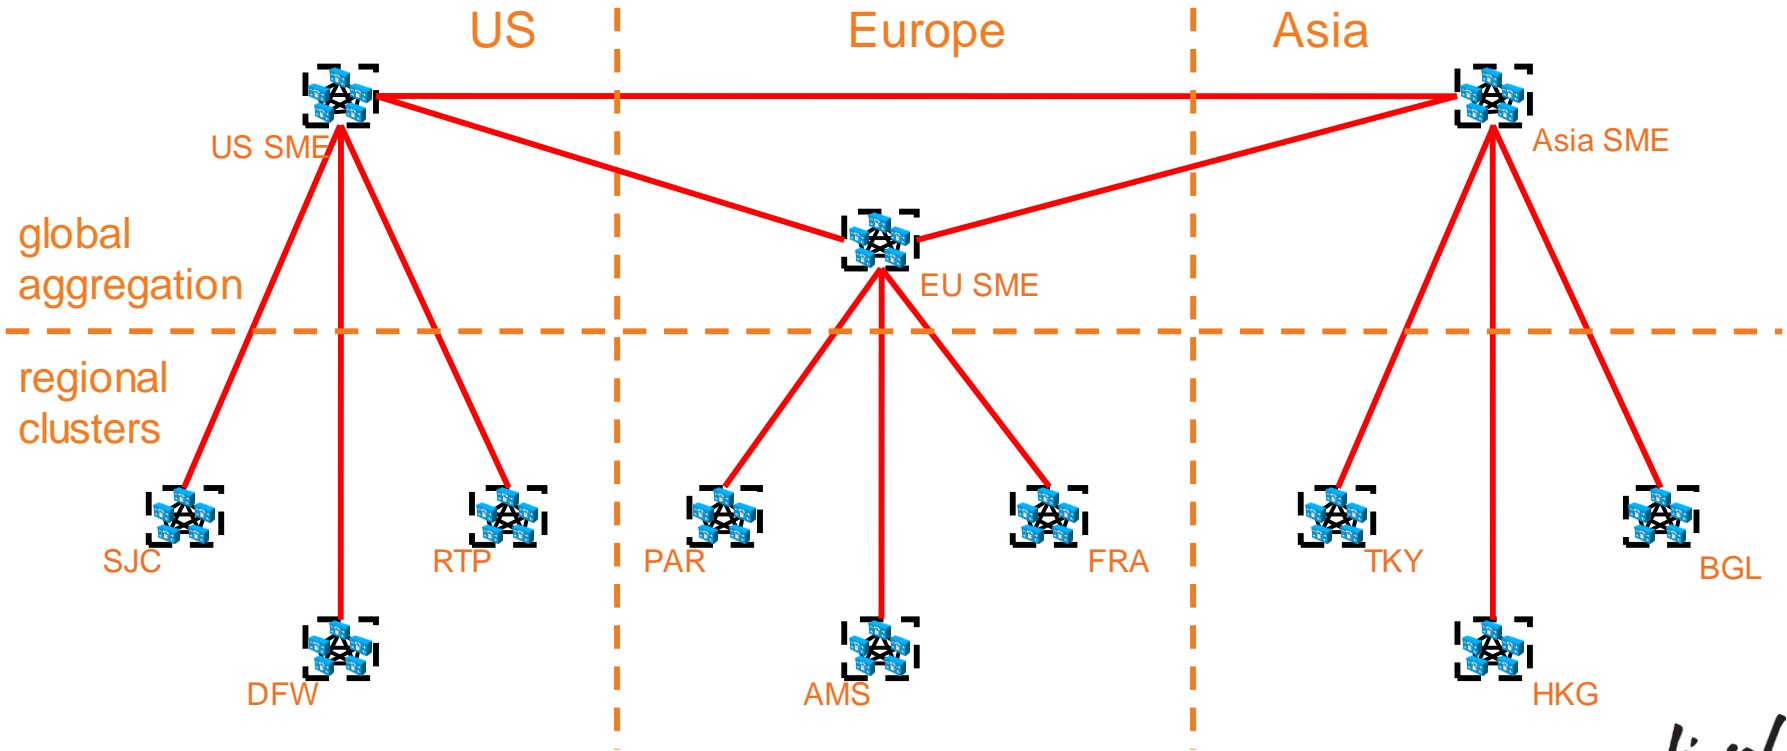 US
Europe
Asia
US SME
Asia SME
global
aggregation
EU SME
regional
clusters
SJC
RTP
PAR
FRA
TKY
BGL
DFW
AMS
HKG